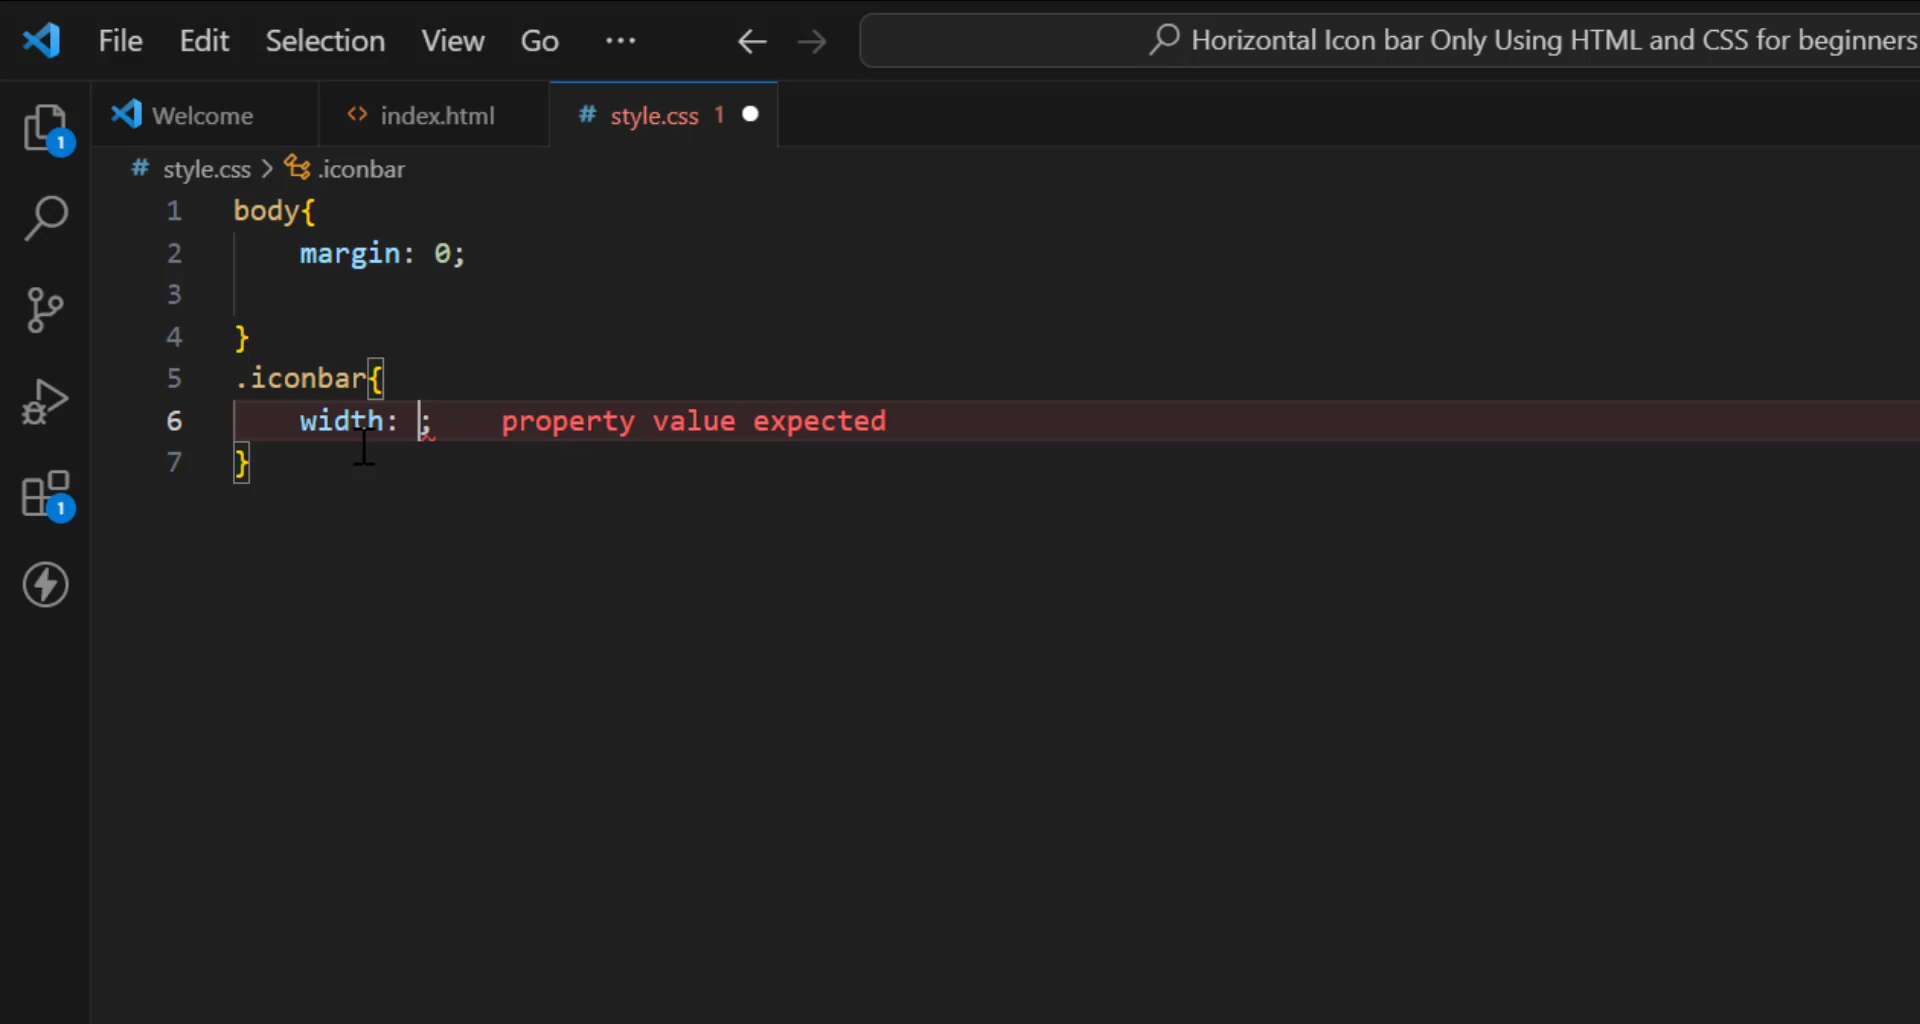 File Edit Selection View Go ··· Horizontal Icon bar Only Using HTML and CSS for beginners
Welcome <> index.html # style.css 1
# style.css > .iconbar
1 body{
2     margin: 0;
3
4 }
5 .iconbar{
6     width: ;    property value expected
7 }
1
1